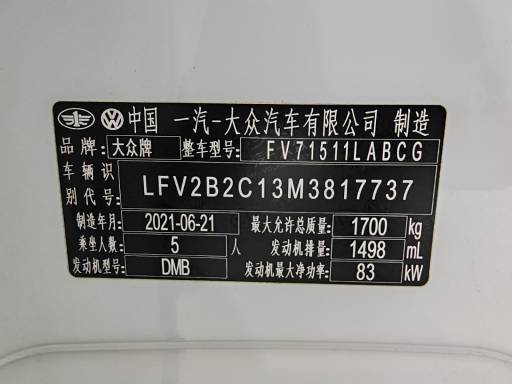 中国 一汽-大众汽车有限公司 制造
品牌: 大众牌 整车型号: FV71511LABCG
车辆识别代号: LFV2B2C13M3817737
制造年月: 2021-06-21 最大允许总质量: 1700 kg
乘坐人数: 5 人 发动机排量: 1498 mL
发动机型号: DMB 发动机最大净功率: 83 kW